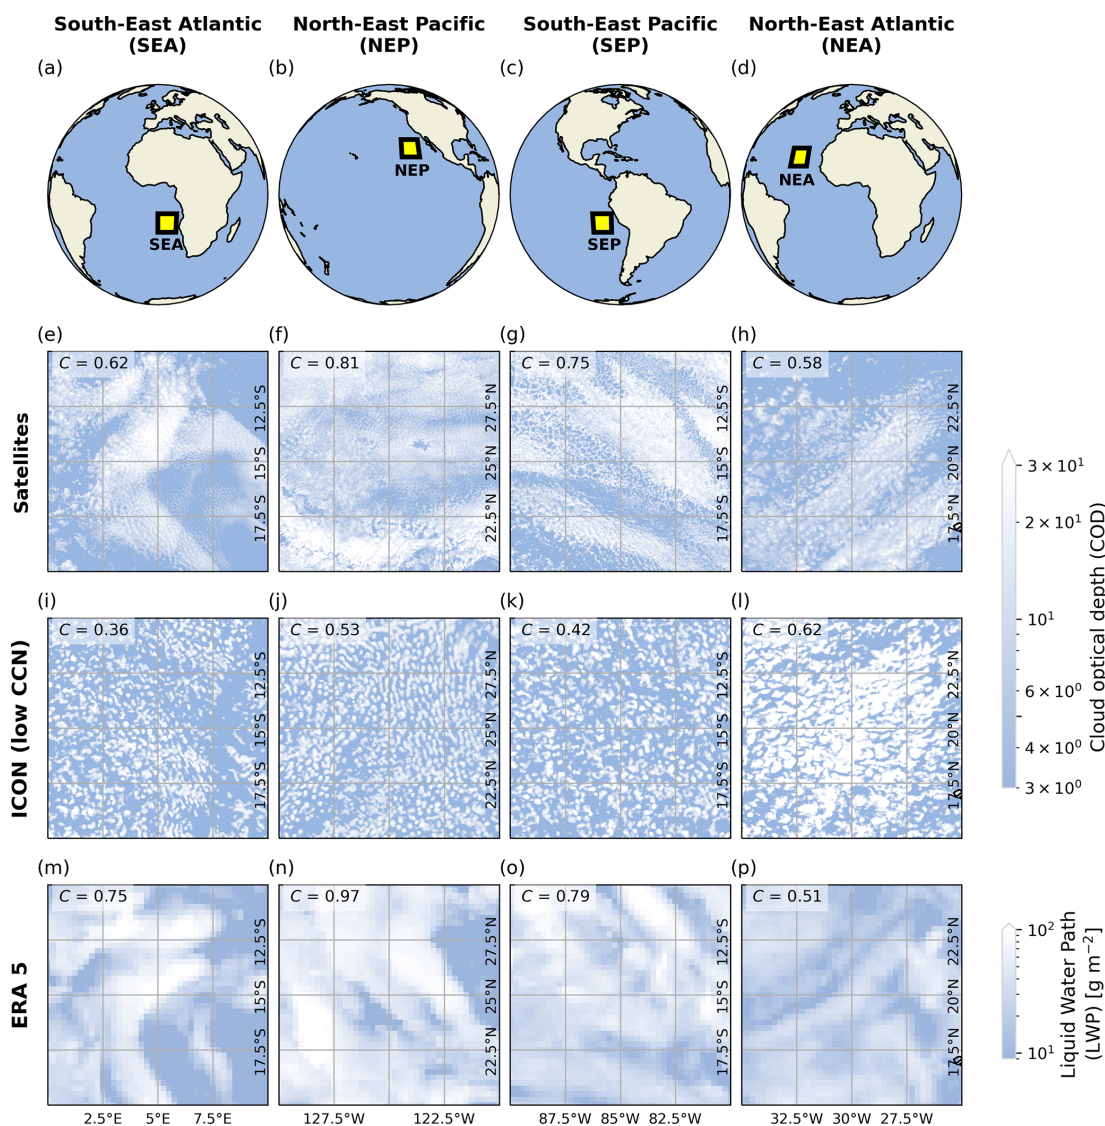 South-East Atlantic
(SEA)
North-East Pacific
(NEP)
South-East Pacific
(SEP)
North-East Atlantic
(NEA)
(a)
(b)
(c)
(d)
SEA
NEP
SEP
NEA
(e)
(f)
(g)
(h)
Satellites
C = 0.62
C = 0.81
C = 0.75
C = 0.58
12.5°S
15°S
17.5°S
27.5°N
25°N
22.5°N
12.5°S
15°S
17.5°S
22.5°N
20°N
17.5°N
(i)
(j)
(k)
(l)
ICON (low CCN)
C = 0.36
C = 0.53
C = 0.42
C = 0.62
12.5°S
15°S
17.5°S
27.5°N
25°N
22.5°N
12.5°S
15°S
17.5°S
22.5°N
20°N
17.5°N
3 × 10¹
2 × 10¹
10¹
6 × 10⁰
4 × 10⁰
3 × 10⁰
Cloud optical depth (COD)
(m)
(n)
(o)
(p)
ERA 5
C = 0.75
C = 0.97
C = 0.79
C = 0.51
12.5°S
15°S
17.5°S
27.5°N
25°N
22.5°N
12.5°S
15°S
17.5°S
22.5°N
20°N
17.5°N
10²
10¹
Liquid Water Path
(LWP) [g m⁻²]
2.5°E
5°E
7.5°E
127.5°W
122.5°W
87.5°W
85°W
82.5°W
32.5°W
30°W
27.5°W